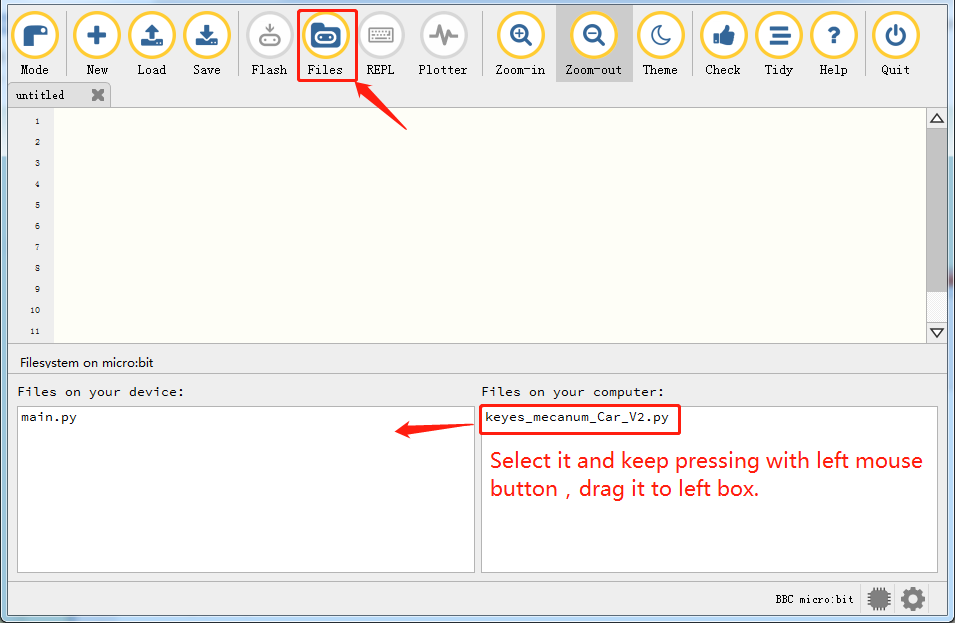 Mode New Load Save Flash Files REPL Plotter Zoom-in Zoom-out Theme Check Tidy Help Quit
untitled
1
2
3
4
5
6
7
8
9
10
11
Filesystem on micro:bit
Files on your device: Files on your computer:
main.py keyes_mecanum_Car_V2.py
Select it and keep pressing with left mouse
button , drag it to left box.
BBC micro:bit